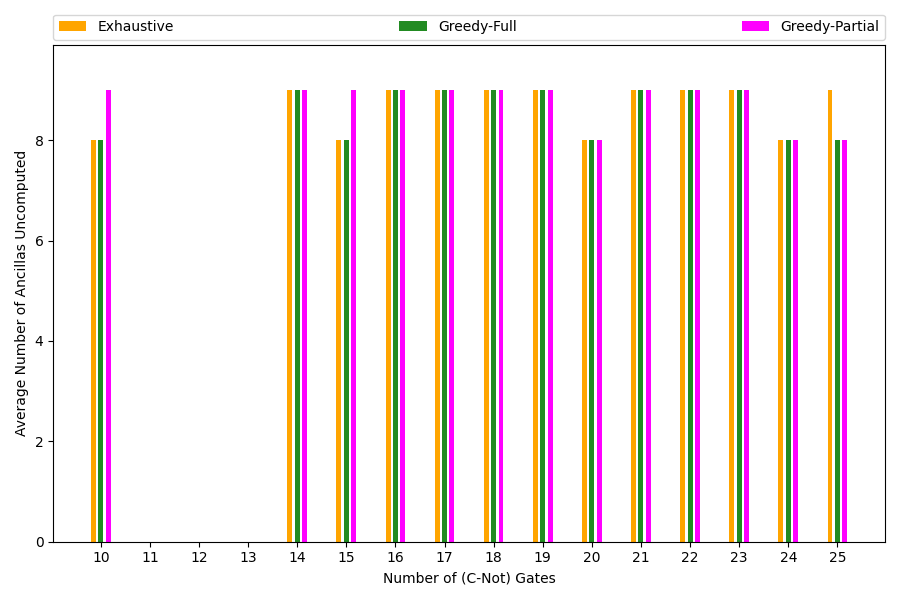 Exhaustive Greedy-Full Greedy-Partial
Average Number of Ancillas Uncomputed
8
6
4
2
0
10 11 12 13 14 15 16 17 18 19 20 21 22 23 24 25
Number of (C-Not) Gates